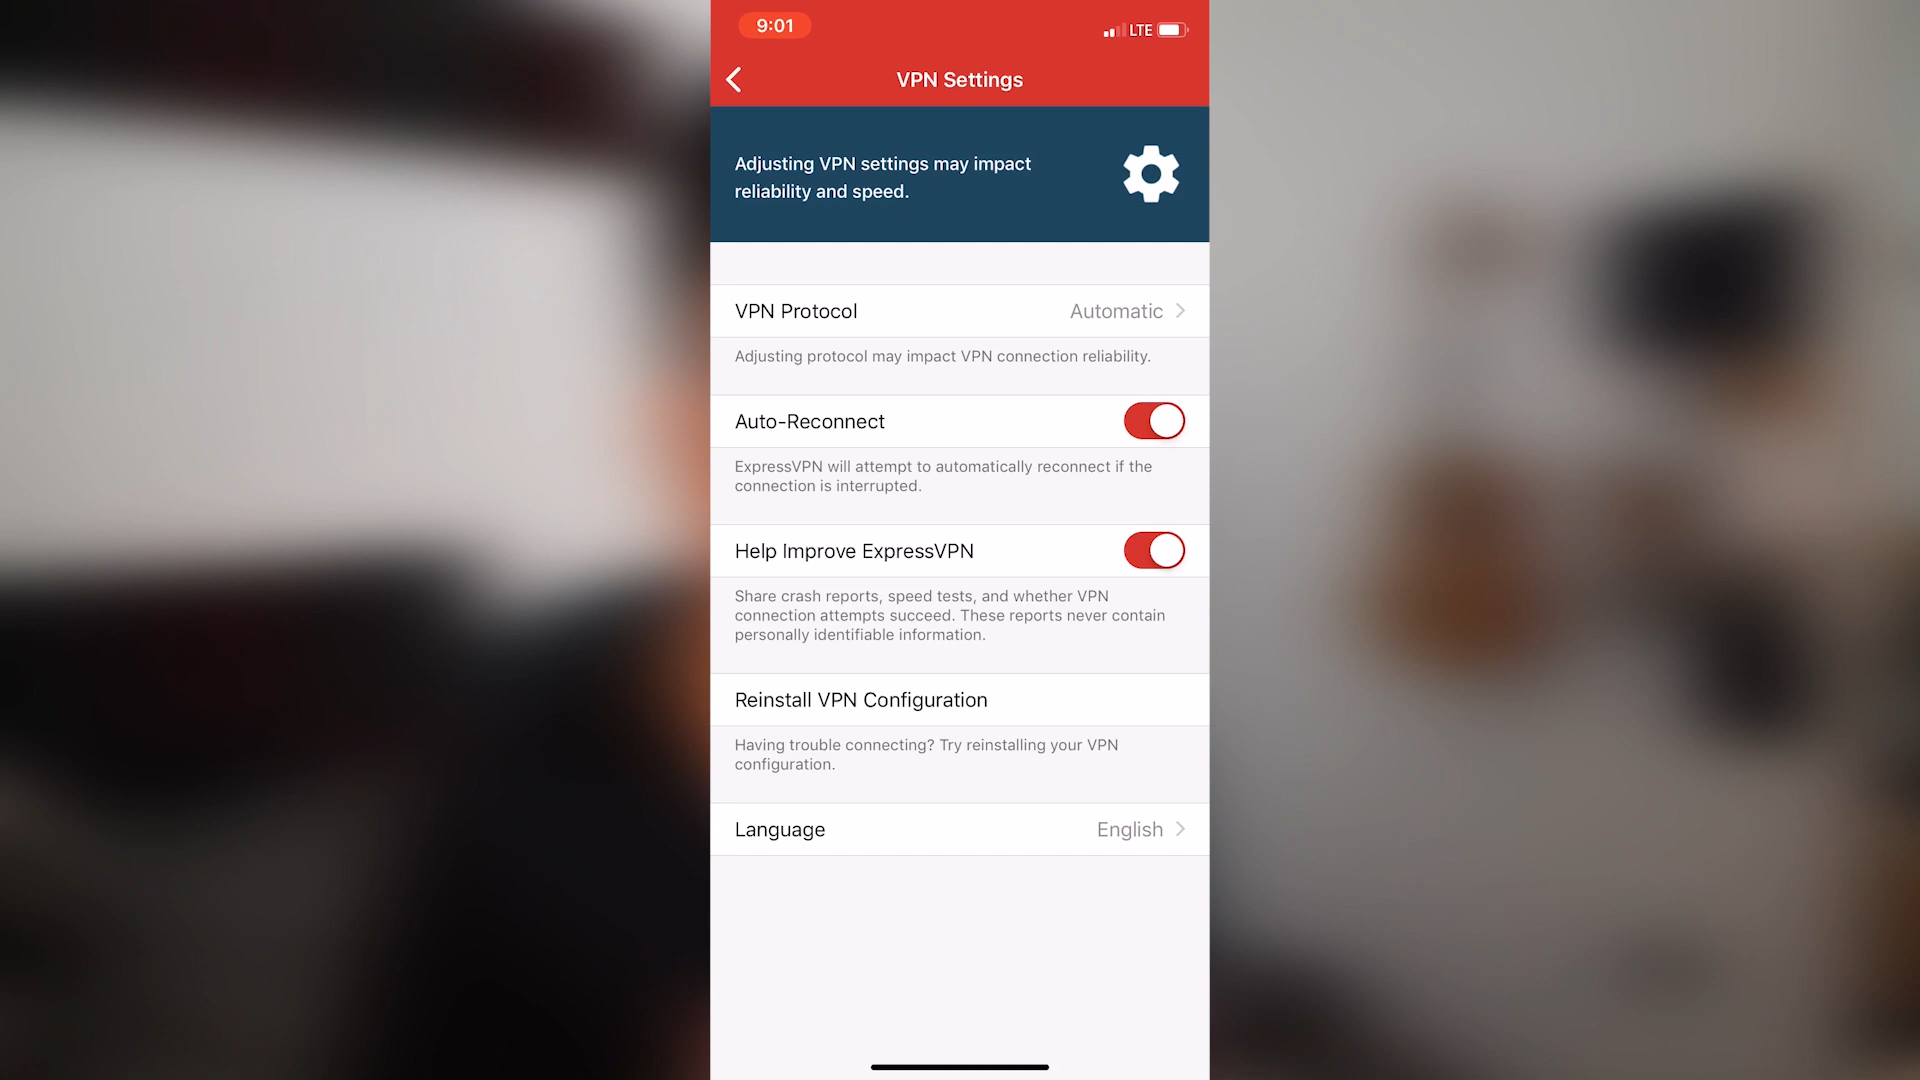 9:01
LTE
VPN Settings
Adjusting VPN settings may impact
reliability and speed.
VPN Protocol
Automatic
Adjusting protocol may impact VPN connection reliability.
Auto-Reconnect
ExpressVPN will attempt to automatically reconnect if the
connection is interrupted.
Help Improve ExpressVPN
Share crash reports, speed tests, and whether VPN
connection attempts succeed. These reports never contain
personally identifiable information.
Reinstall VPN Configuration
Having trouble connecting? Try reinstalling your VPN
configuration.
Language
English